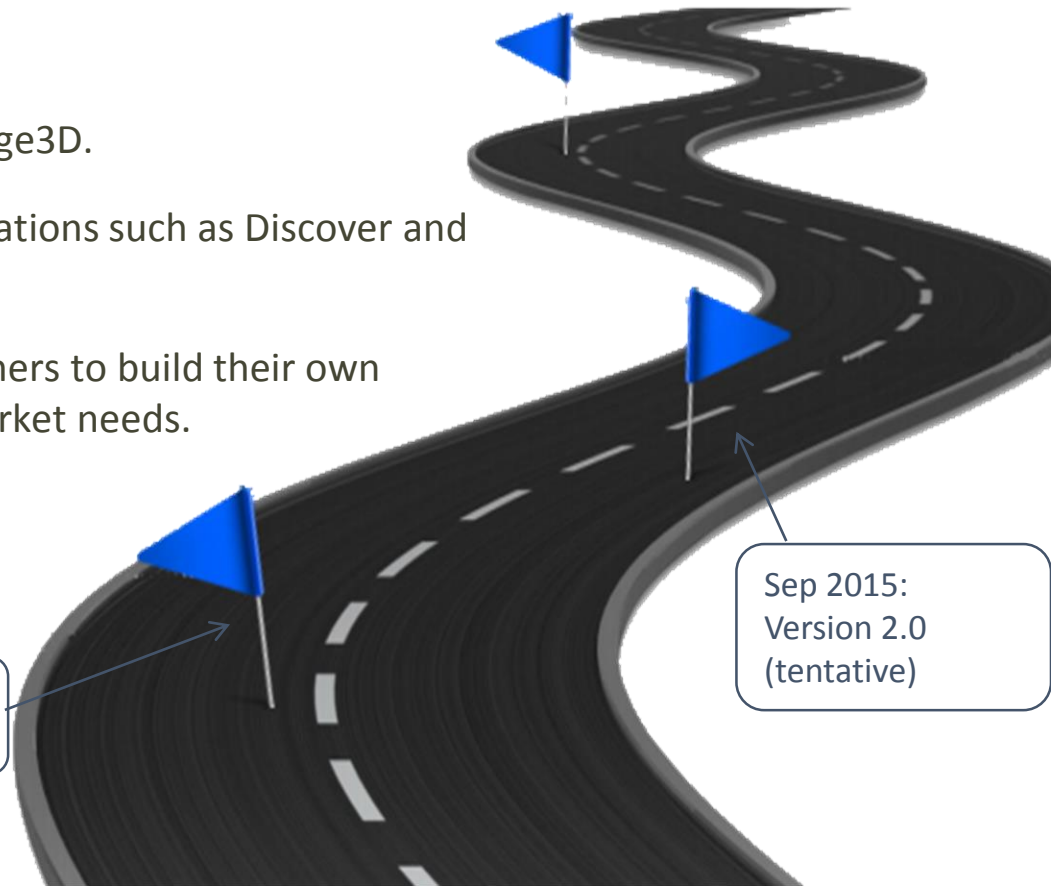 ge3D.
ations such as Discover and
ners to build their own
rket needs.
Sep 2015:
Version 2.0
(tentative)